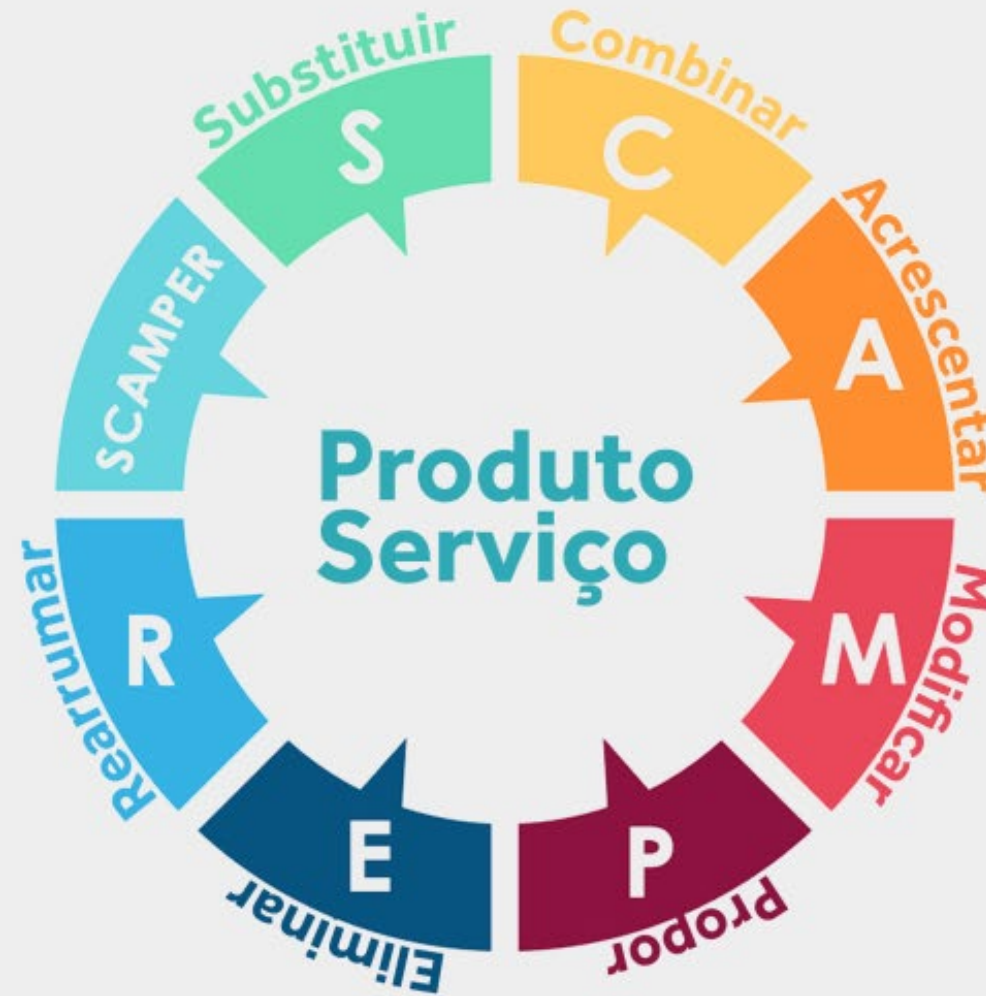 Substituir
S
Combinar
C
Acrescentar
A
Modificar
M
Propor
P
Eliminar
E
Rearrumar
R
SCAMPER
Produto
Serviço